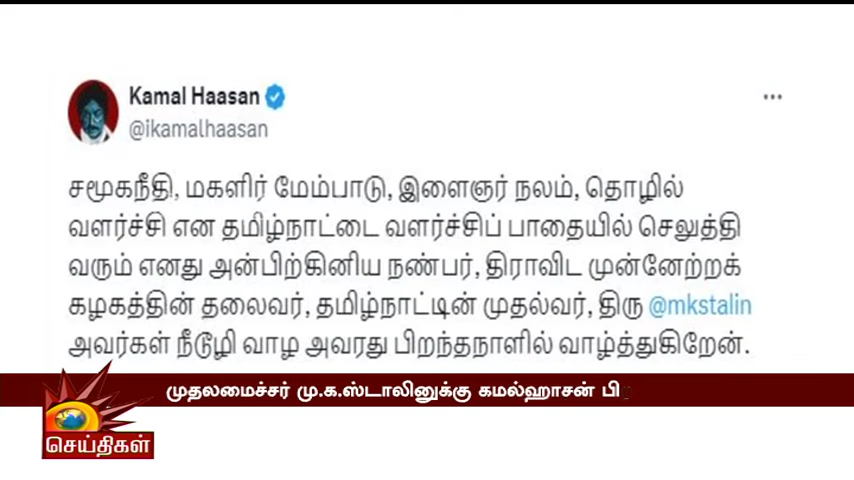 Kamal Haasan
@ikamalhaasan
சமூகநீதி, மகளிர் மேம்பாடு, இளைஞர் நலம், தொழில்
வளர்ச்சி என தமிழ்நாட்டை வளர்ச்சிப் பாதையில் செலுத்தி
வரும் எனது அன்பிற்கினிய நண்பர், திராவிட முன்னேற்றக்
கழகத்தின் தலைவர், தமிழ்நாட்டின் முதல்வர், திரு @mkstalin
அவர்கள் நீடூழி வாழ அவரது பிறந்தநாளில் வாழ்த்துகிறேன்.
முதலமைச்சர் மு.க.ஸ்டாலினுக்கு கமல்ஹாசன்
செய்திகள்